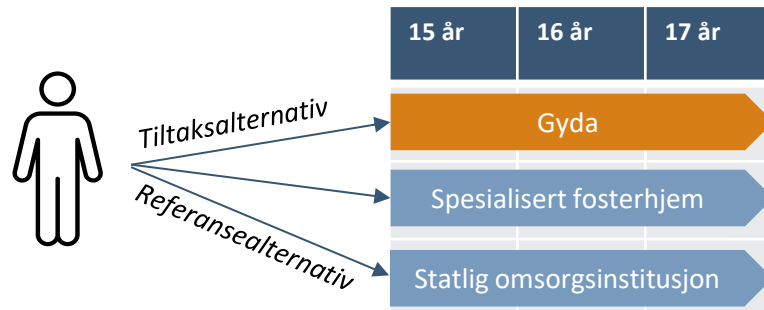 15 år 16 år 17 år
Tiltaksalternativ
Gyda
Spesialisert fosterhjem
Referansealternativ
Statlig omsorgsinstitusjon